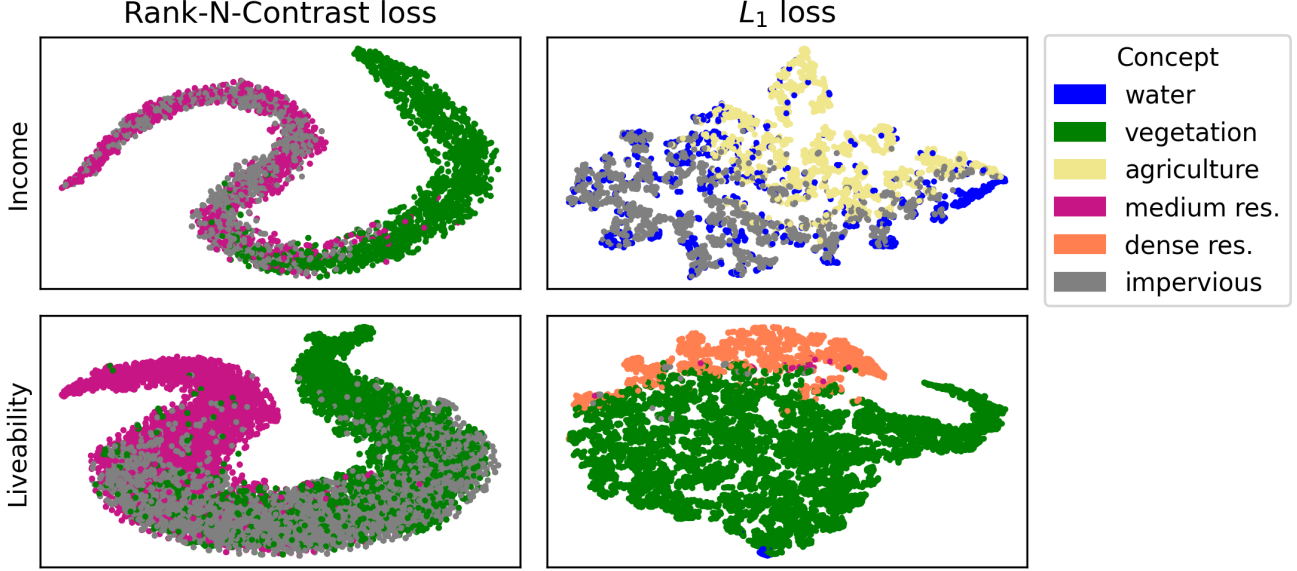 Rank-N-Contrast loss
L₁ loss
Income
Liveability
Concept
water
vegetation
agriculture
medium res.
dense res.
impervious